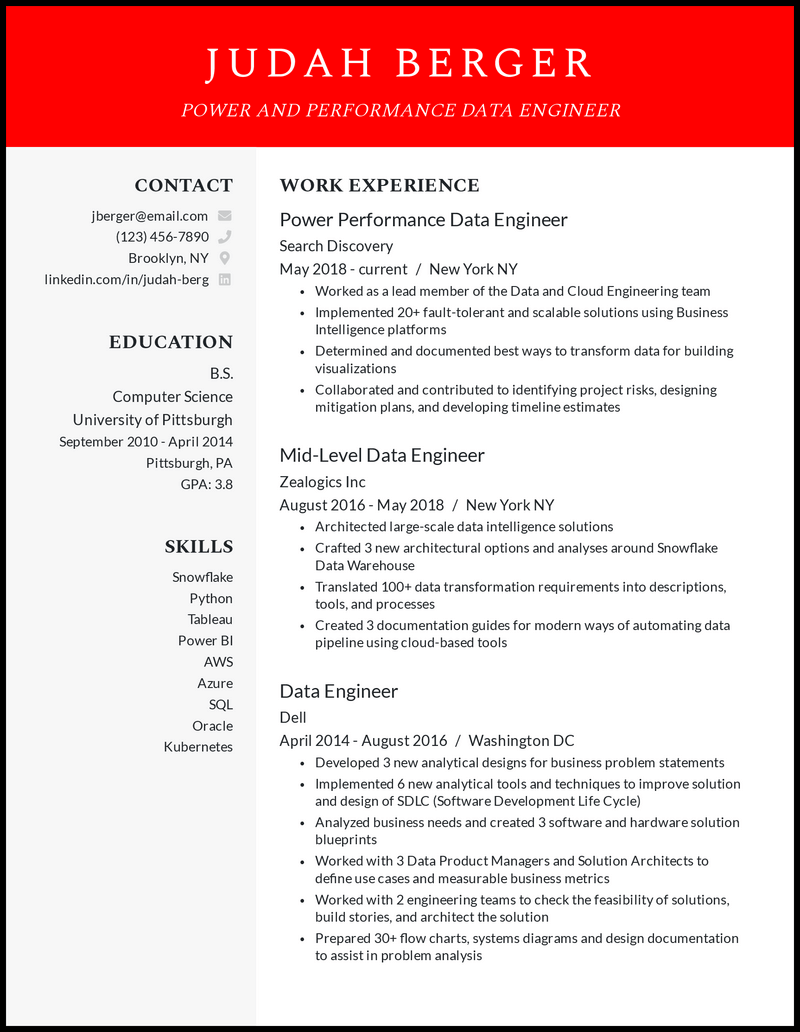 JUDAH BERGER
POWER AND PERFORMANCE DATA ENGINEER
CONTACT
jberger@email.com
(123) 456-7890
Brooklyn, NY
linkedin.com/in/judah-berg
EDUCATION
B.S.
Computer Science
University of Pittsburgh
September 2010 - April 2014
Pittsburgh, PA
GPA: 3.8
SKILLS
Snowflake
Python
Tableau
Power BI
AWS
Azure
SQL
Oracle
Kubernetes
WORK EXPERIENCE
Power Performance Data Engineer
Search Discovery
May 2018 - current / New York NY
• Worked as a lead member of the Data and Cloud Engineering team
• Implemented 20+ fault-tolerant and scalable solutions using Business
Intelligence platforms
• Determined and documented best ways to transform data for building
visualizations
• Collaborated and contributed to identifying project risks, designing
mitigation plans, and developing timeline estimates
Mid-Level Data Engineer
Zealogics Inc
August 2016 - May 2018 / New York NY
• Architected large-scale data intelligence solutions
• Crafted 3 new architectural options and analyses around Snowflake
Data Warehouse
• Translated 100+ data transformation requirements into descriptions,
tools, and processes
• Created 3 documentation guides for modern ways of automating data
pipeline using cloud-based tools
Data Engineer
Dell
April 2014 - August 2016 / Washington DC
• Developed 3 new analytical designs for business problem statements
• Implemented 6 new analytical tools and techniques to improve solution
and design of SDLC (Software Development Life Cycle)
• Analyzed business needs and created 3 software and hardware solution
blueprints
• Worked with 3 Data Product Managers and Solution Architects to
define use cases and measurable business metrics
• Worked with 2 engineering teams to check the feasibility of solutions,
build stories, and architect the solution
• Prepared 30+ flow charts, systems diagrams and design documentation
to assist in problem analysis